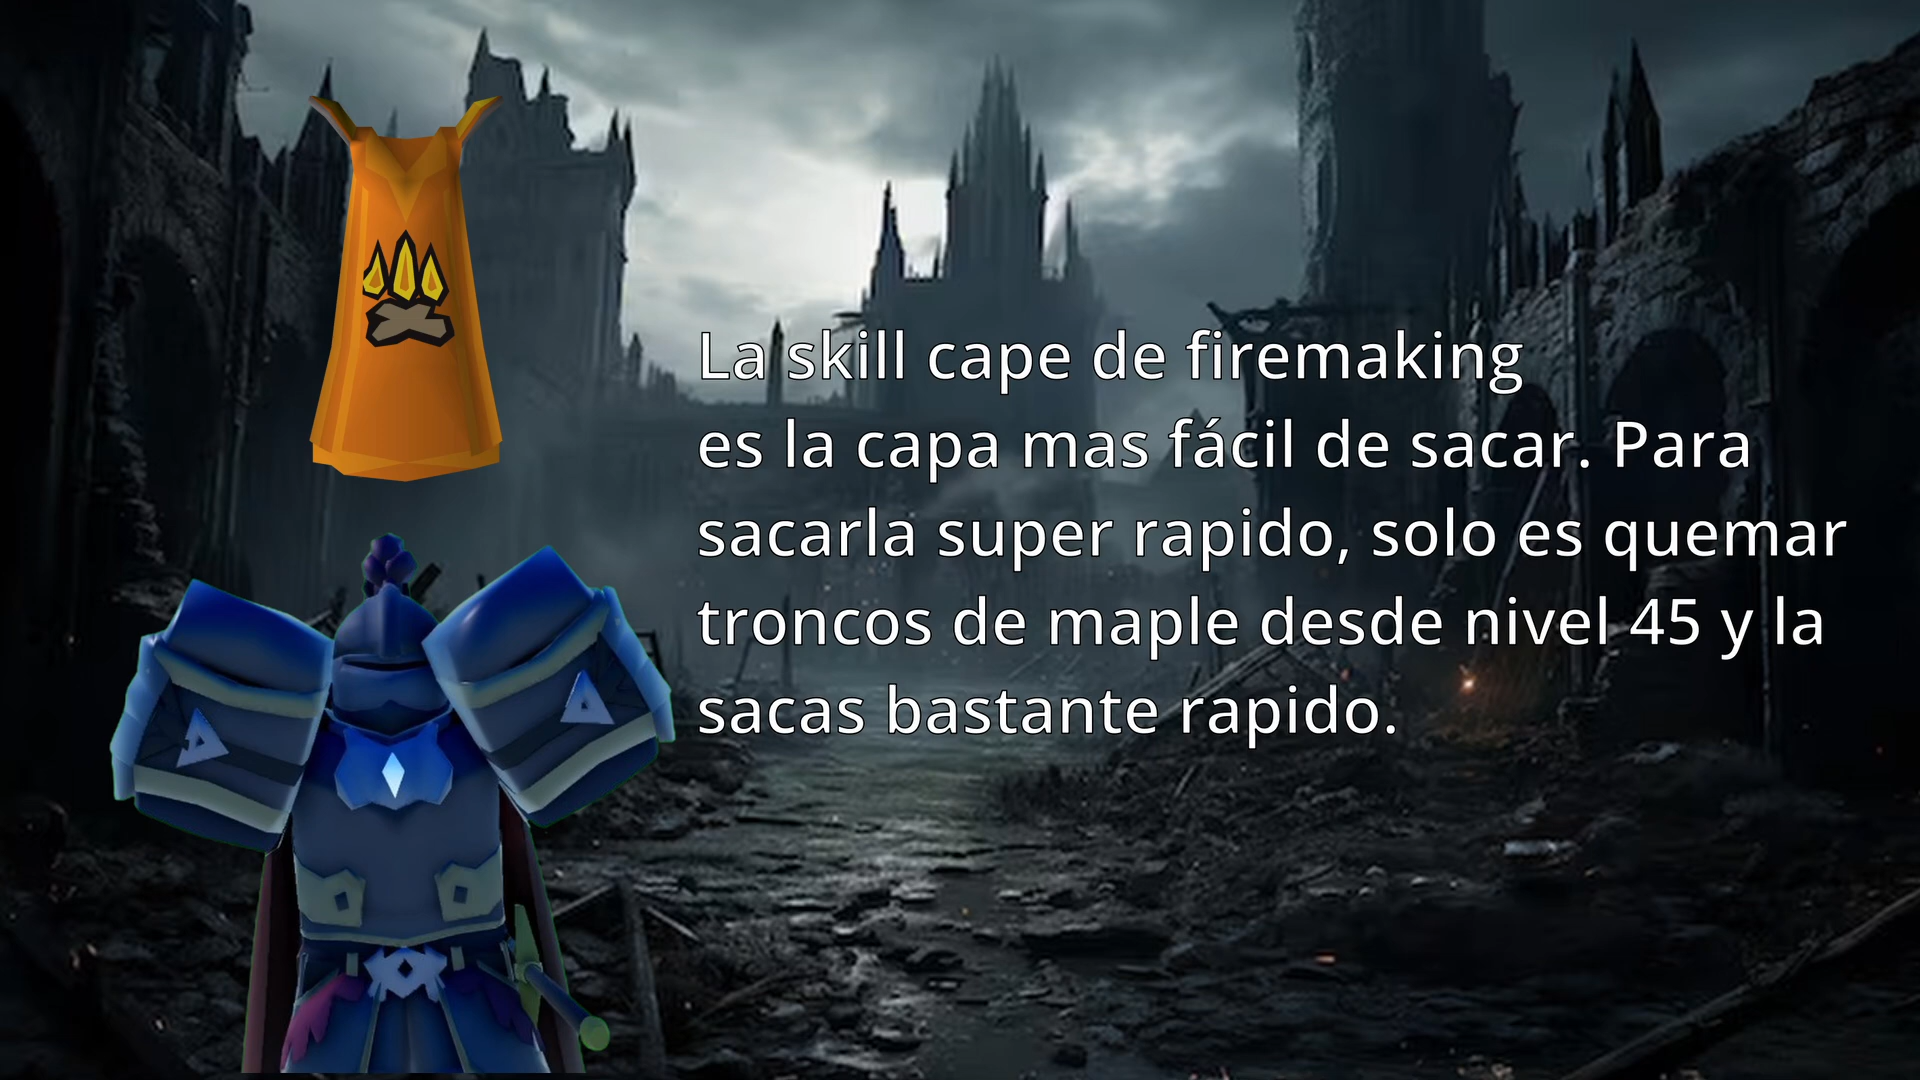 La skill cape de firemaking
es la capa mas fácil de sacar. Para
sacarla super rapido, solo es quemar
troncos de maple desde nivel 45 y la
sacas bastante rapido.